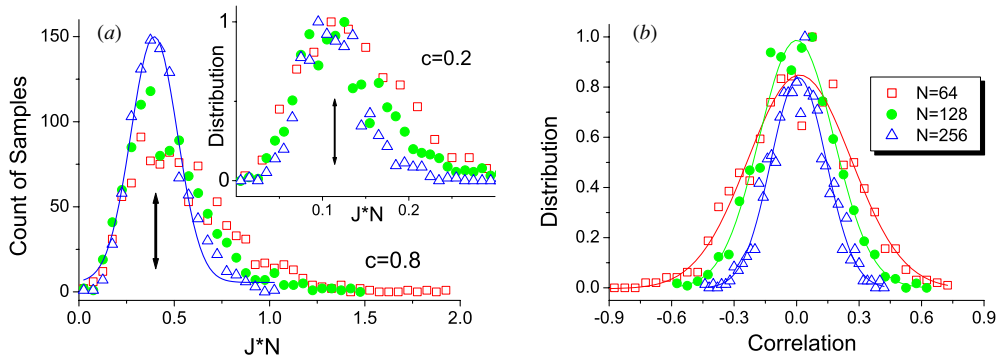 (a)
150
100
50
0
0.0 0.5 1.0 1.5 2.0
J*N
Count of Samples
c=0.8
1
0
0.1 0.2
J*N
Distribution
c=0.2
(b)
1.0
0.8
0.6
0.4
0.2
0.0
-0.9 -0.6 -0.3 0.0 0.3 0.6 0.9
Correlation
Distribution
N=64
N=128
N=256